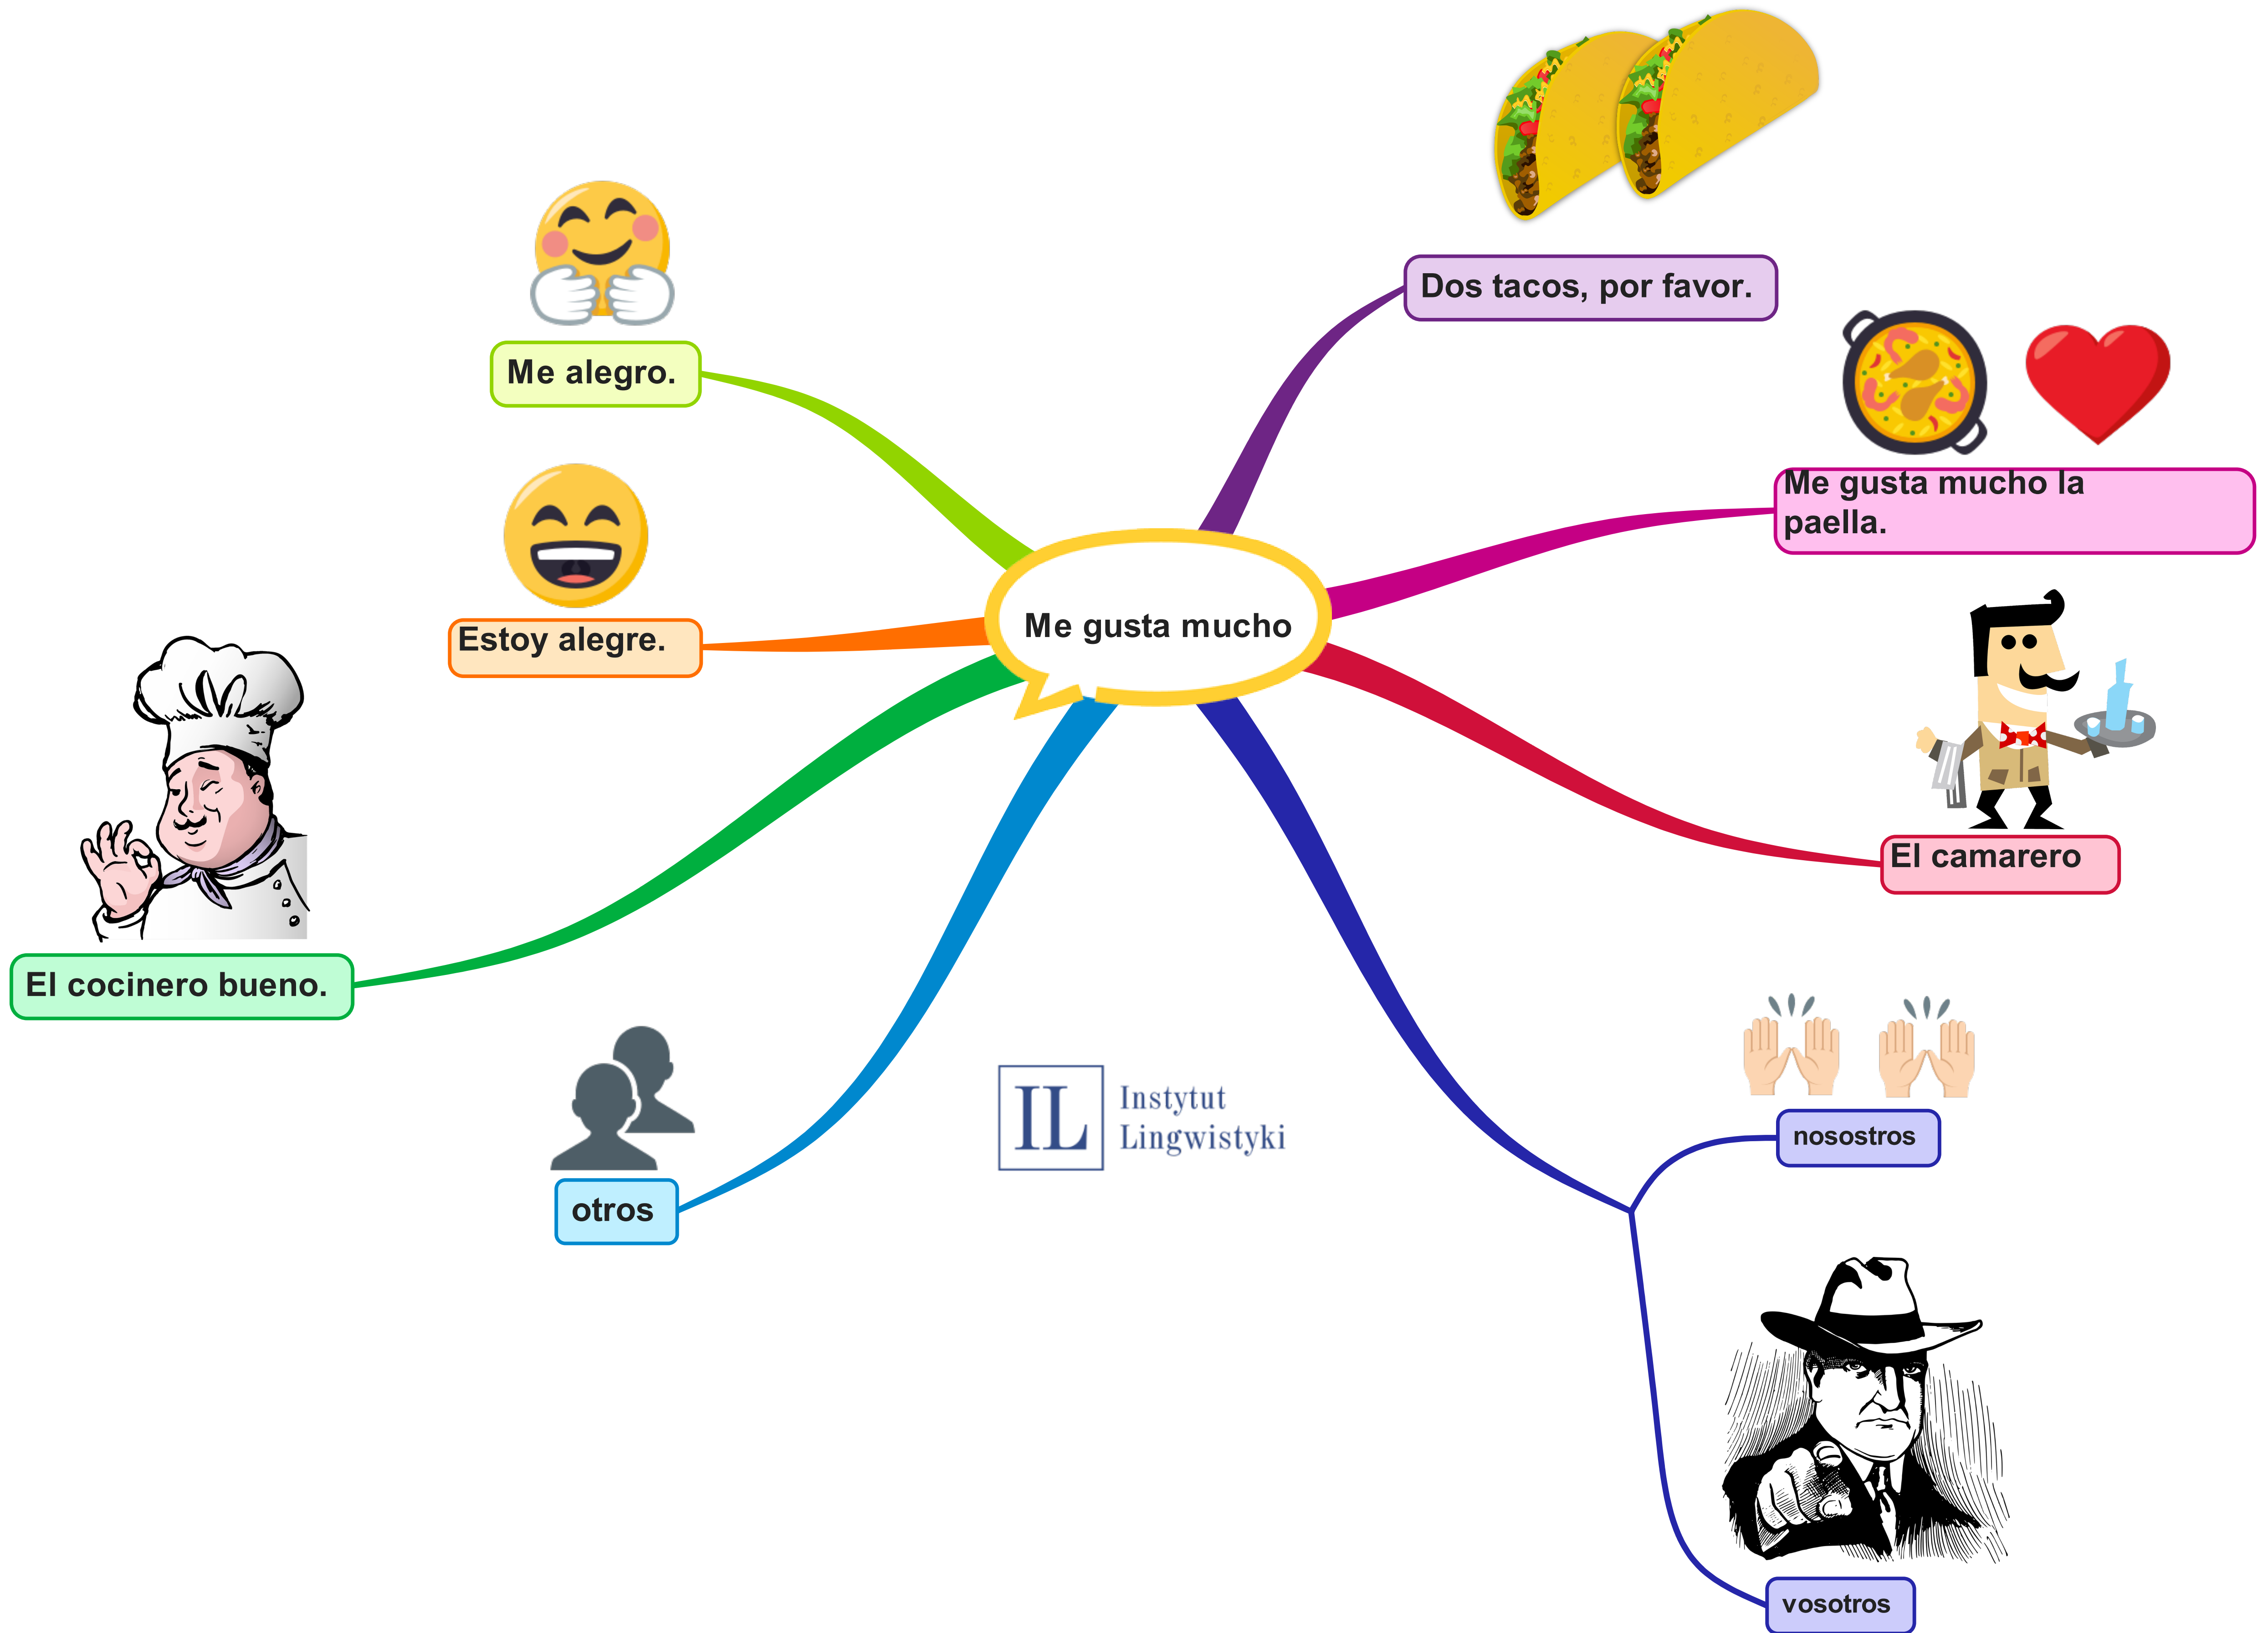 Dos tacos, por favor.
Me alegro.
Me gusta mucho la
paella.
Estoy alegre.
Me gusta mucho
El camarero
El cocinero bueno.
nosostros
otros
IL Instytut
Lingwistyki
vosotros